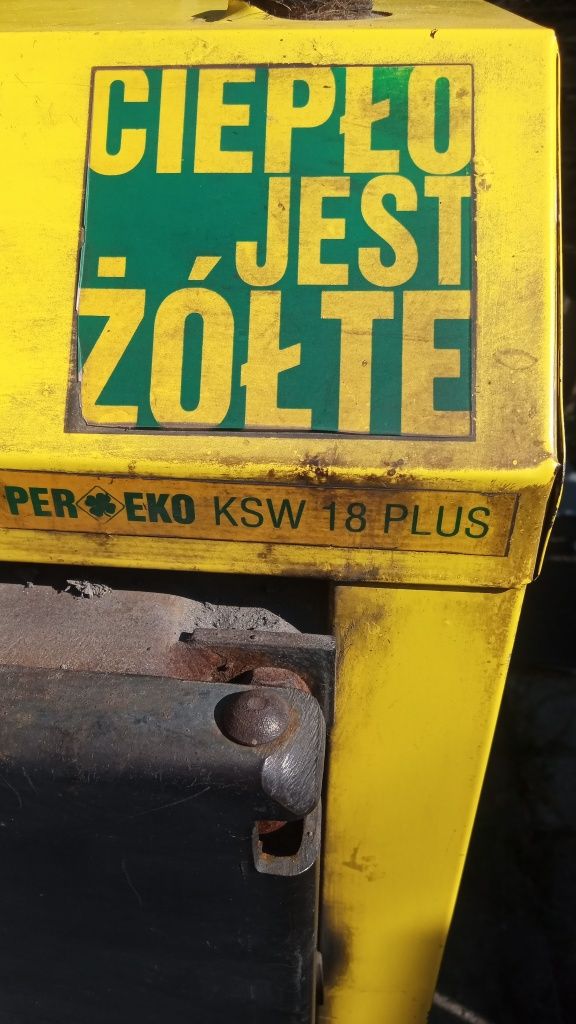 CIEPŁO
JEST
ŻÓŁTE
PER EKO KSW 18 PLUS